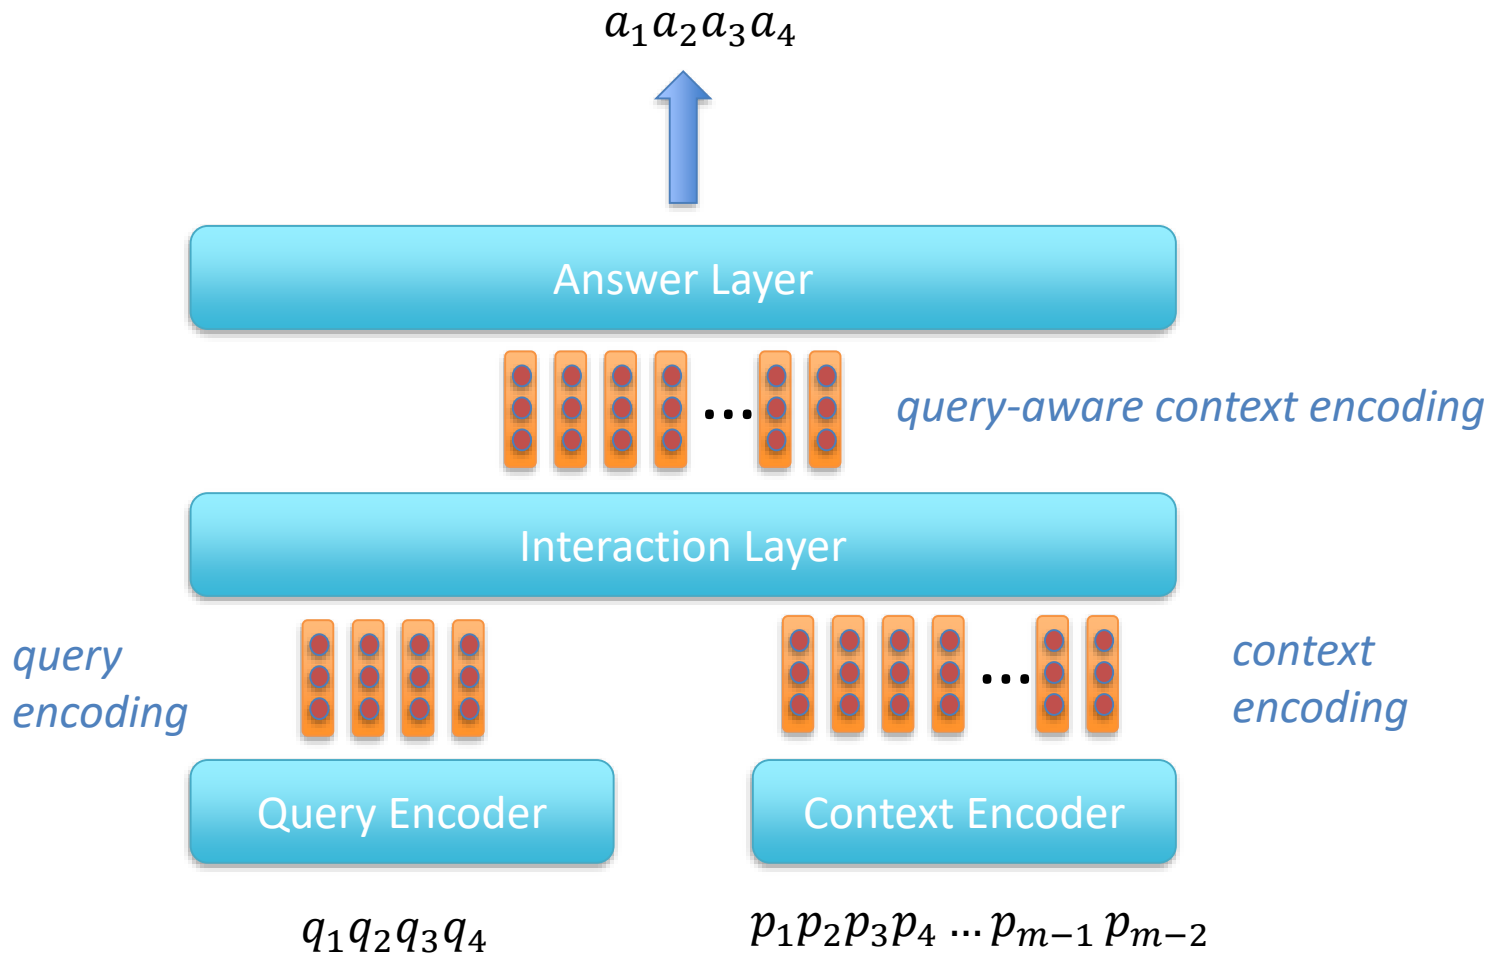 a₁a₂a₃a₄
Answer Layer
...
query-aware context encoding
Interaction Layer
query
encoding
...
context
encoding
Query Encoder
Context Encoder
q₁q₂q₃q₄
p₁p₂p₃p₄ ... pₘ₋₁ pₘ₋₂